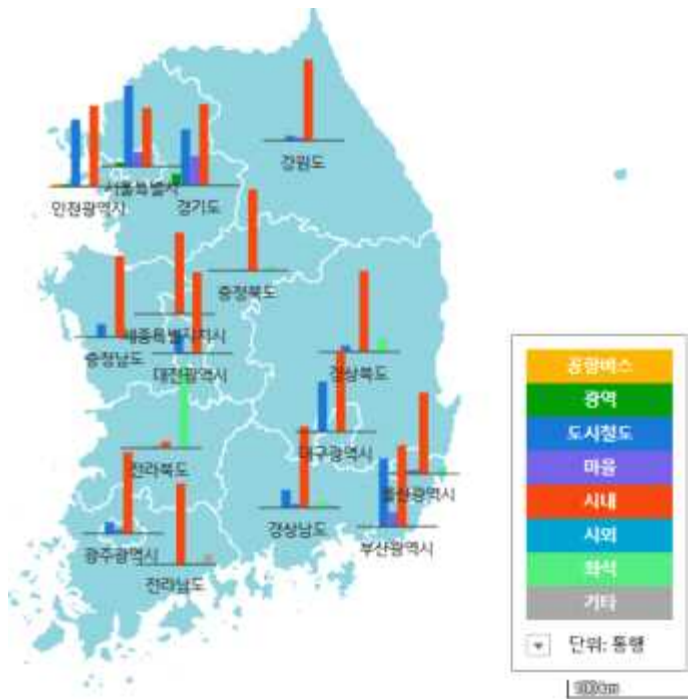 강원도
서울특별시
인천광역시
경기도
충청북도
세종특별자치시
충청남도
대전광역시
경상북도
대구광역시
전라북도
울산광역시
경상남도
광주광역시
부산광역시
전라남도
공항버스
광역
도시철도
마을
시내
시외
좌석
기타
단위: 통행